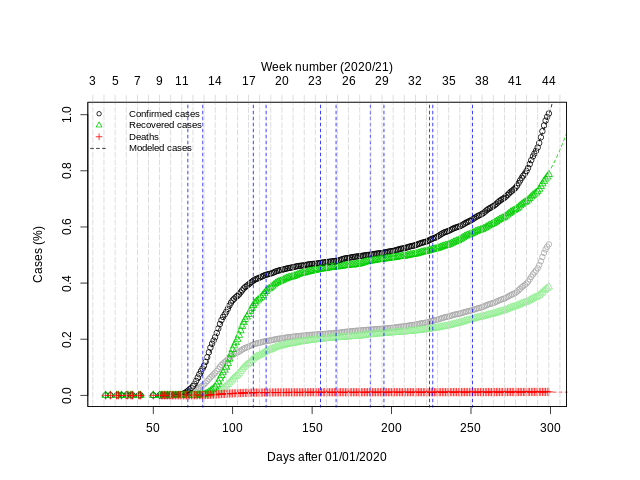 Week number (2020/21)
3 5 7 9 11 14 17 20 23 26 29 32 35 38 41 44
Confirmed cases
Recovered cases
Deaths
Modeled cases
1.0
0.8
0.6
0.4
0.2
0.0
Cases (%)
50 100 150 200 250 300
Days after 01/01/2020